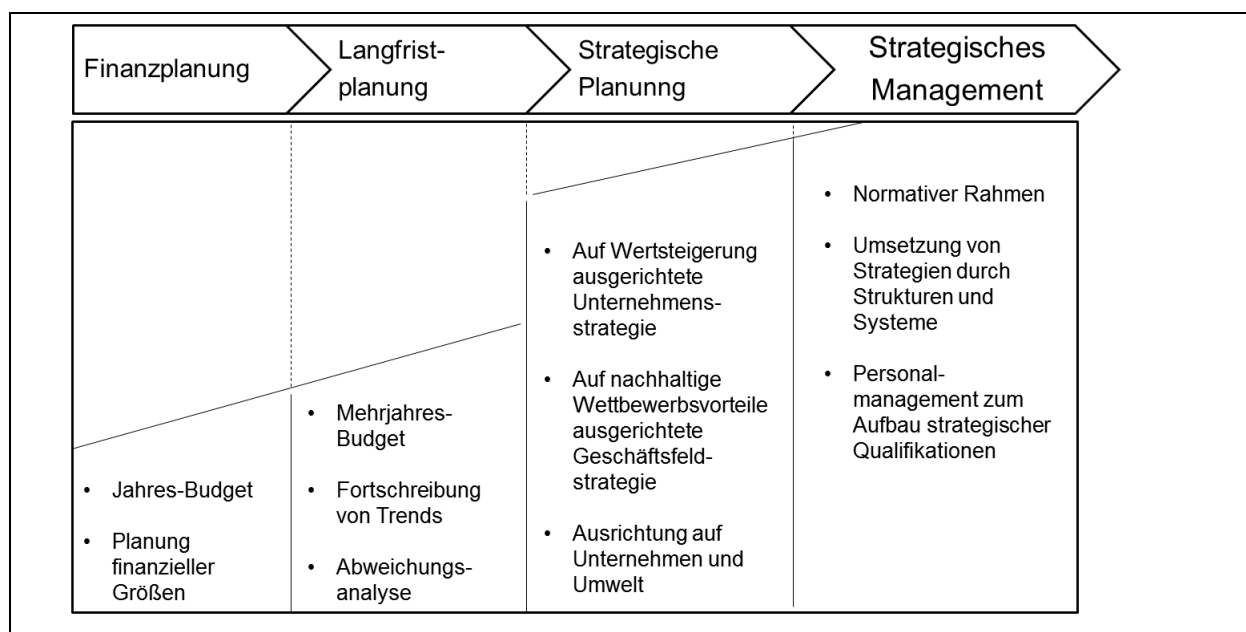 Finanzplanung
Langfrist-
planung
Strategische
Planunng
Strategisches
Management
• Jahres-Budget
• Planung
finanzieller
Größen
• Mehrjahres-
Budget
• Fortschreibung
von Trends
• Abweichungs-
analyse
• Auf Wertsteigerung
ausgerichtete
Unternehmens-
strategie
• Auf nachhaltige
Wettbewerbsvorteile
ausgerichtete
Geschäftsfeld-
strategie
• Ausrichtung auf
Unternehmen und
Umwelt
• Normativer Rahmen
• Umsetzung von
Strategien durch
Strukturen und
Systeme
• Personal-
management zum
Aufbau strategischer
Qualifikationen